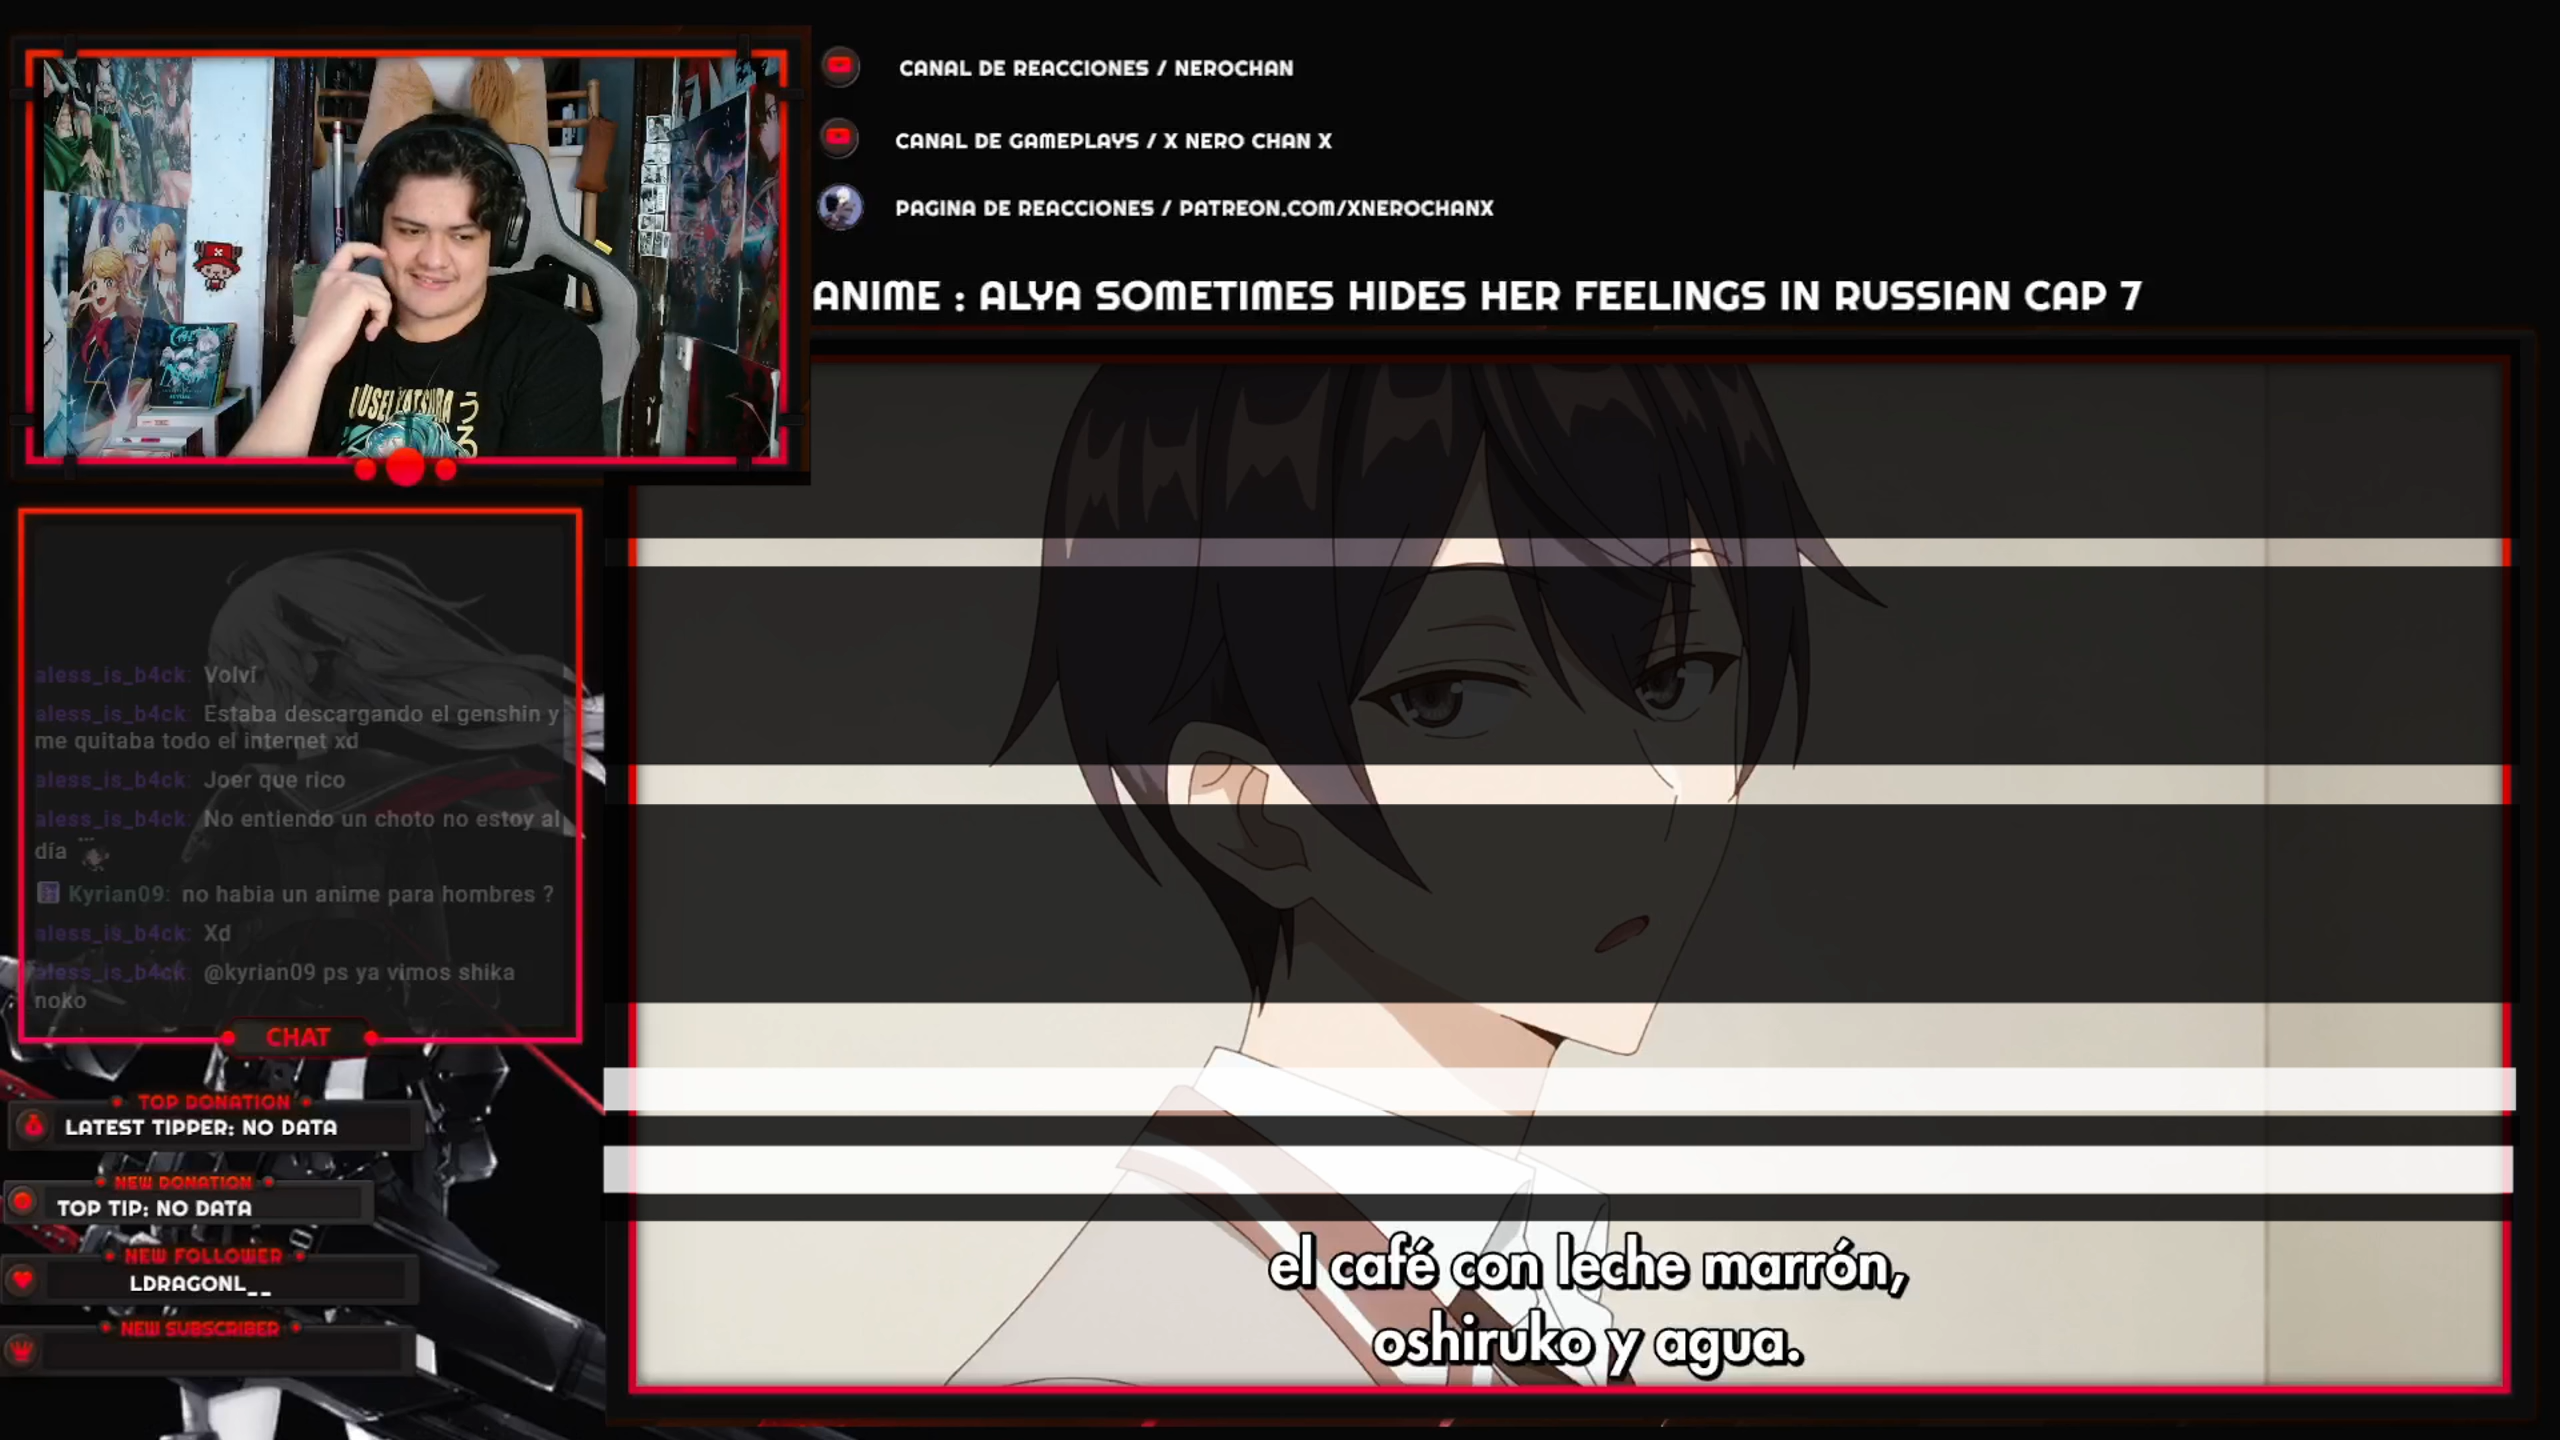 CANAL DE REACCIONES / NEROCHAN
CANAL DE GAMEPLAYS / X NERO CHAN X
PAGINA DE REACCIONES / PATREON.COM/XNEROCHANX
ANIME : ALYA SOMETIMES HIDES HER FEELINGS IN RUSSIAN CAP 7
aless_is_b4ck: Volví
aless_is_b4ck: Estaba descargando el genshin y
me quitaba todo el internet xd
aless_is_b4ck: Joer que rico
aless_is_b4ck: No entiendo un choto no estoy al
día
Kyrian09: no habia un anime para hombres ?
aless_is_b4ck: Xd
aless_is_b4ck: @kyrian09 ps ya vimos shika
noko
CHAT
TOP DONATION
LATEST TIPPER: NO DATA
NEW DONATION
TOP TIP: NO DATA
NEW FOLLOWER
LDRAGONL__
NEW SUBSCRIBER
el café con leche marrón,
oshiruko y agua.